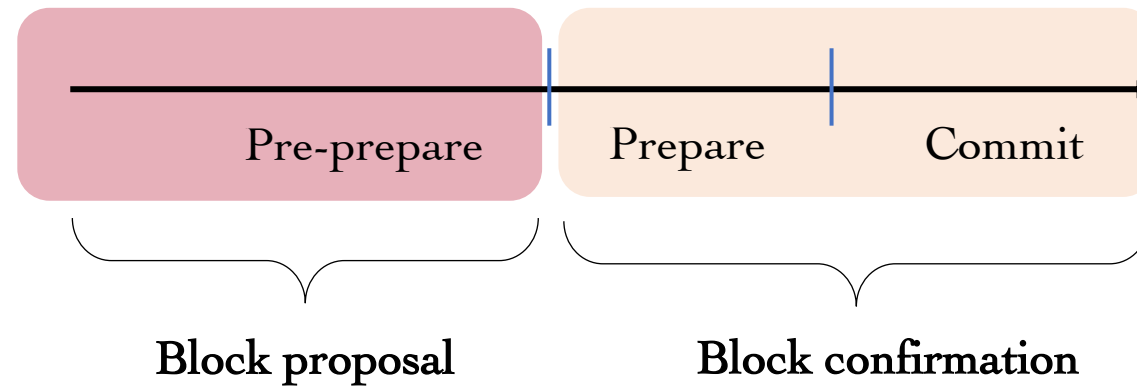 Pre-prepare
Prepare
Commit
Block proposal
Block confirmation